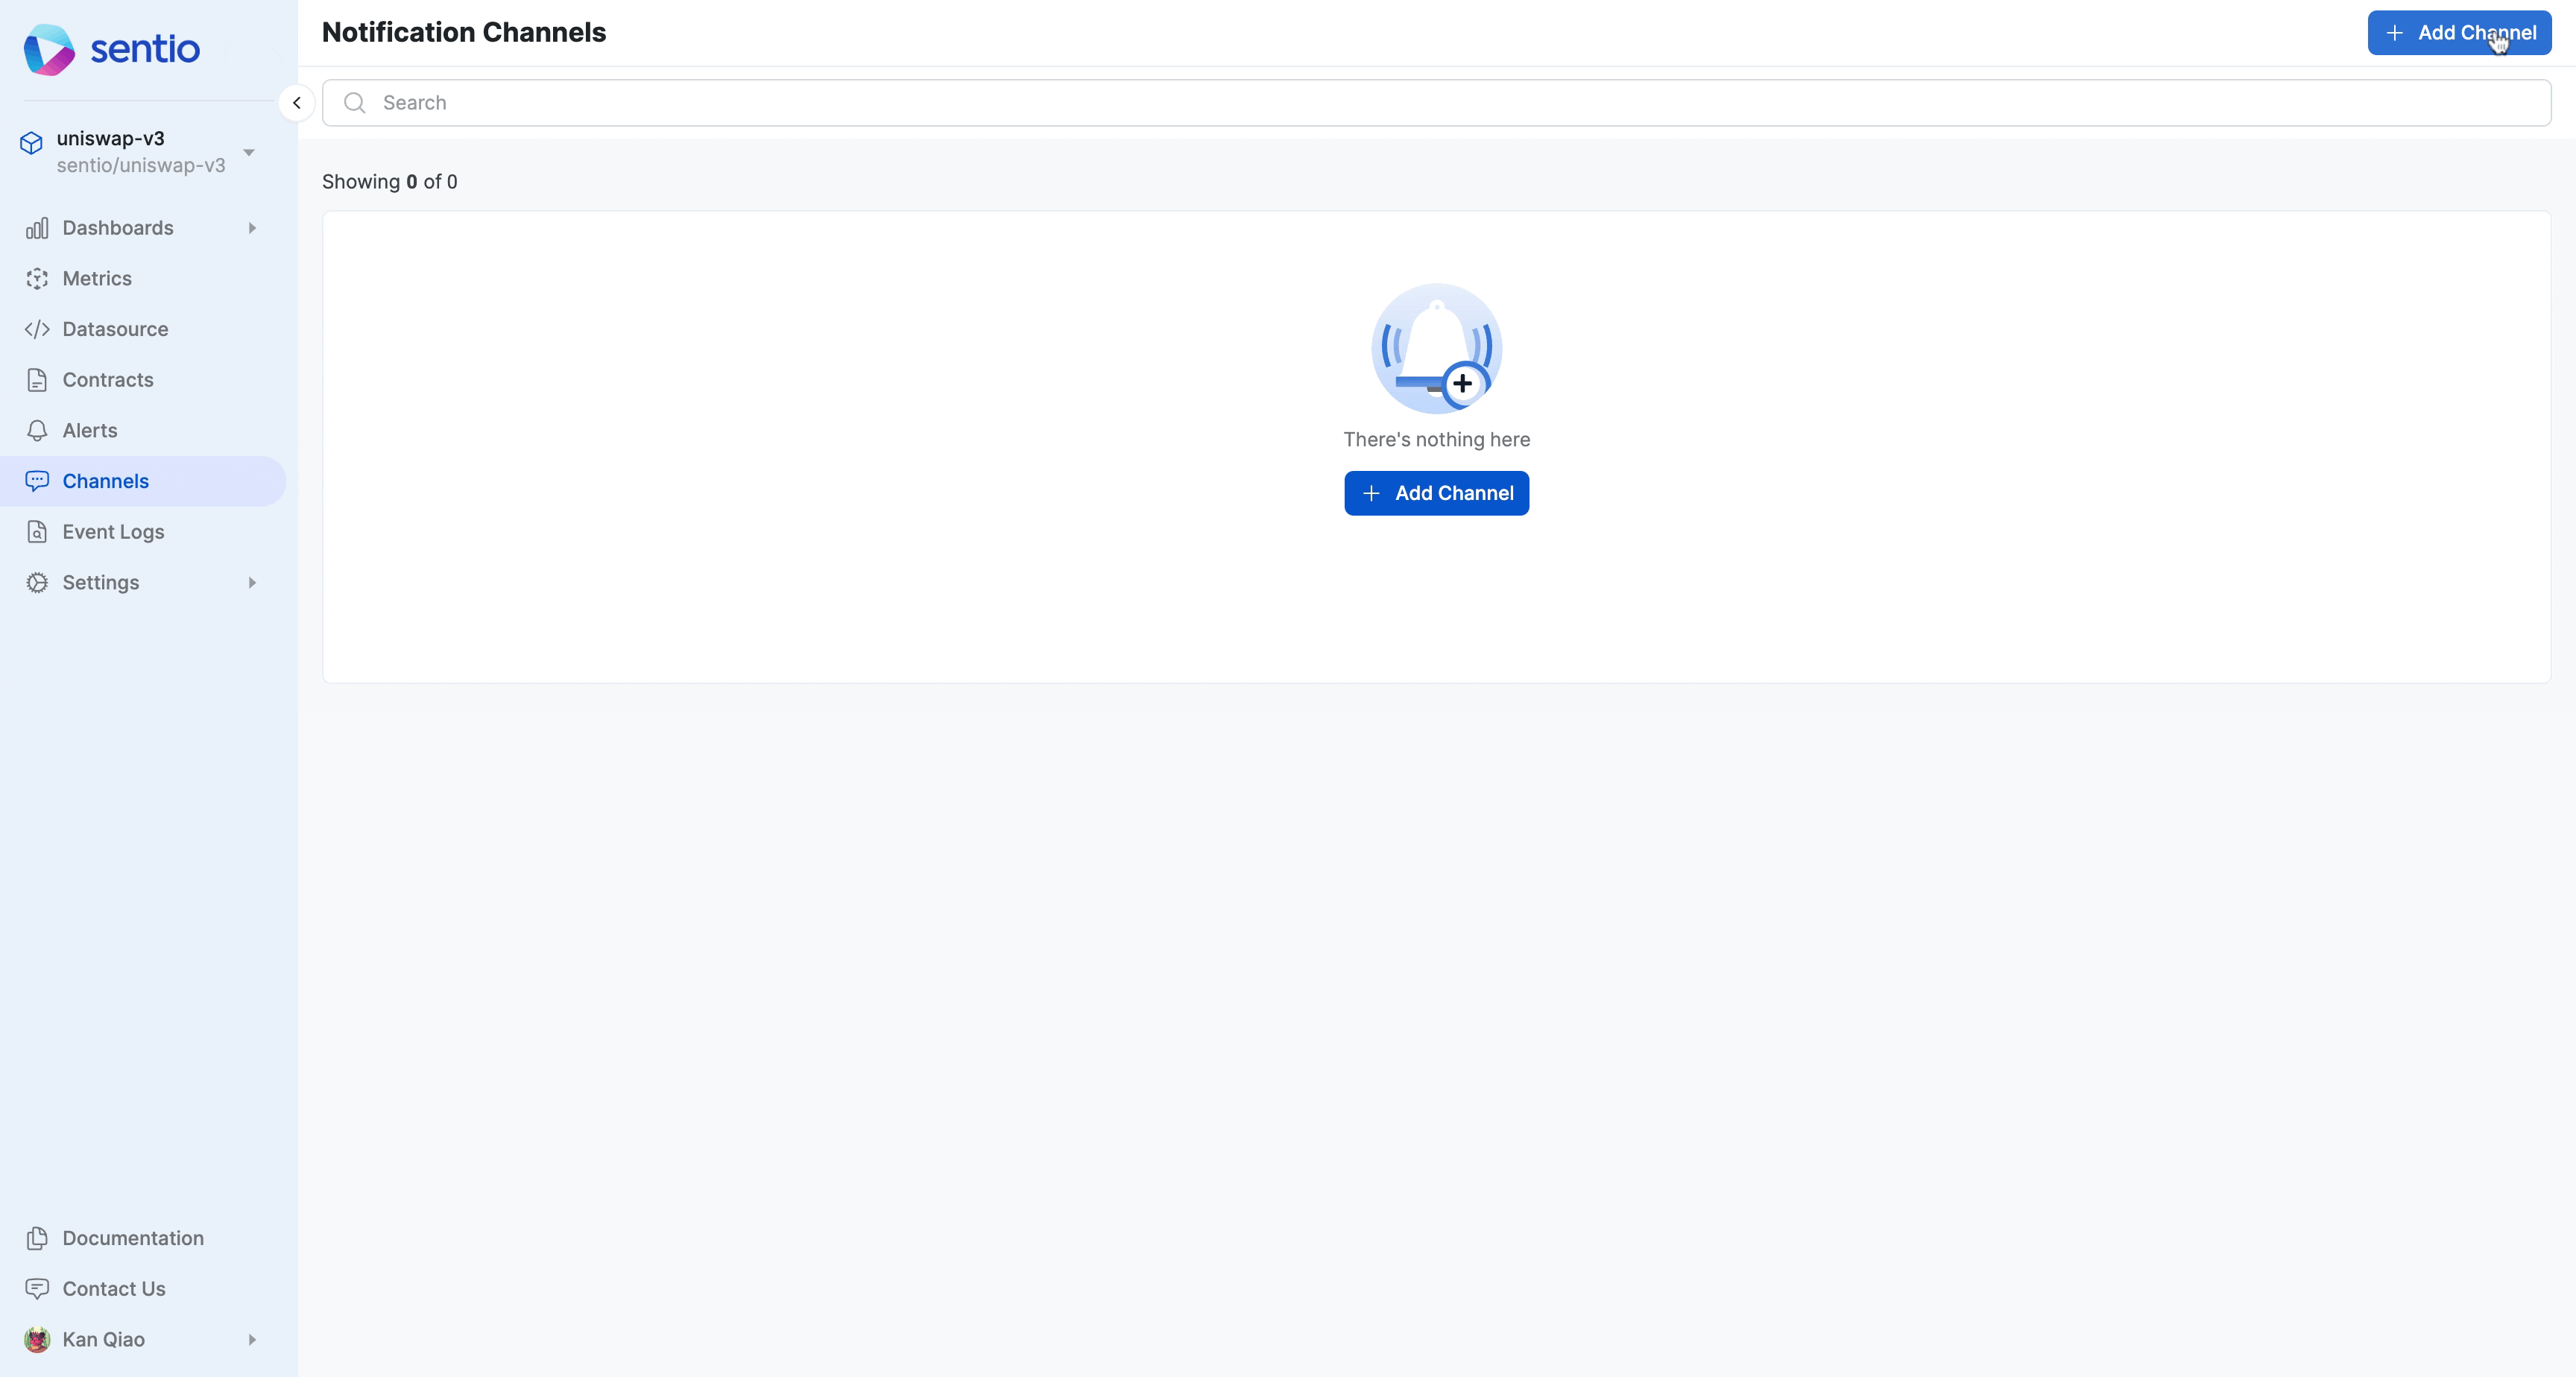 sentio
uniswap-v3
sentio/uniswap-v3
Dashboards
Metrics
Datasource
Contracts
Alerts
Channels
Event Logs
Settings
Documentation
Contact Us
Kan Qiao
Notification Channels
Add Channel
Search
Showing 0 of 0
There's nothing here
Add Channel